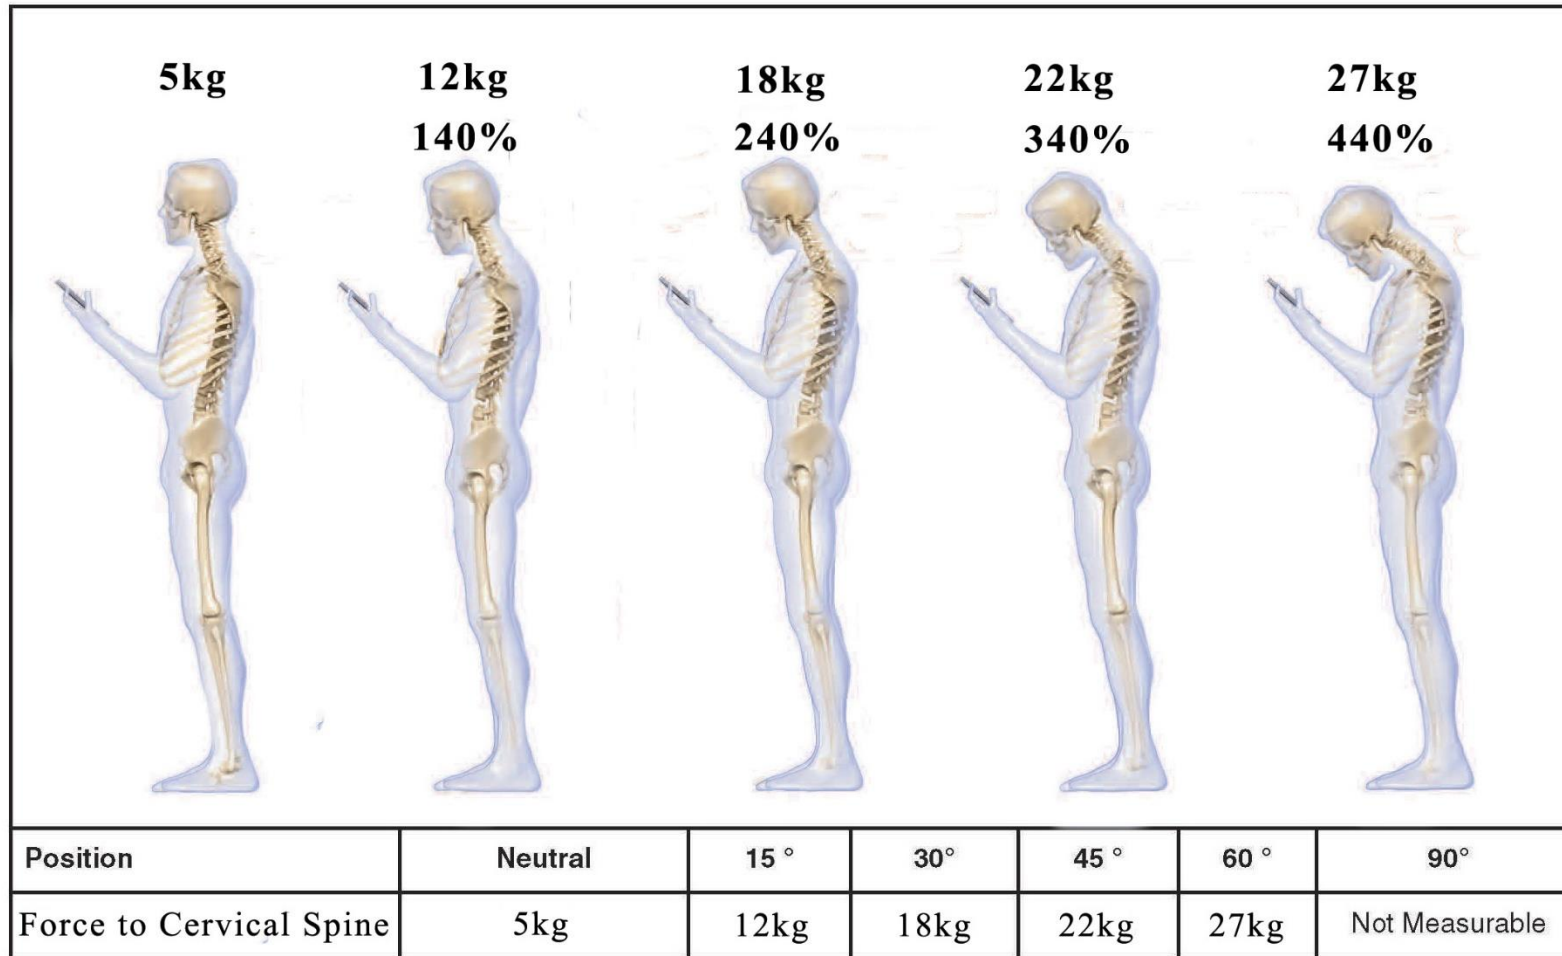 5kg 12kg 18kg 22kg 27kg
140% 240% 340% 440%
Position Neutral 15 ° 30° 45 ° 60 ° 90°
Force to Cervical Spine 5kg 12kg 18kg 22kg 27kg Not Measurable